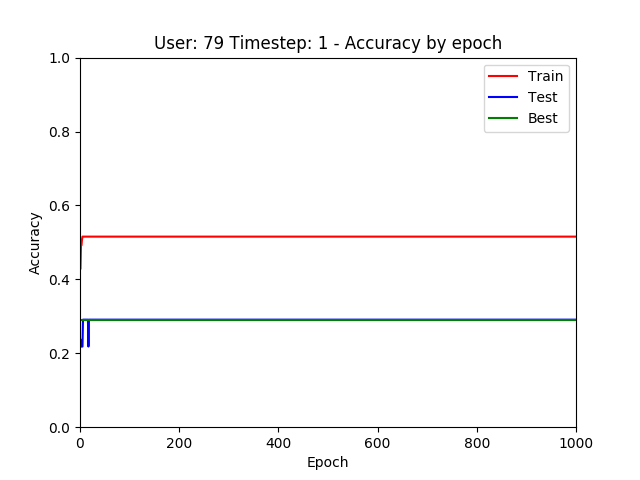 User: 79 Timestep: 1 - Accuracy by epoch
1.0
0.8
0.6
0.4
0.2
0.0
Accuracy
Train
Test
Best
0 200 400 600 800 1000
Epoch